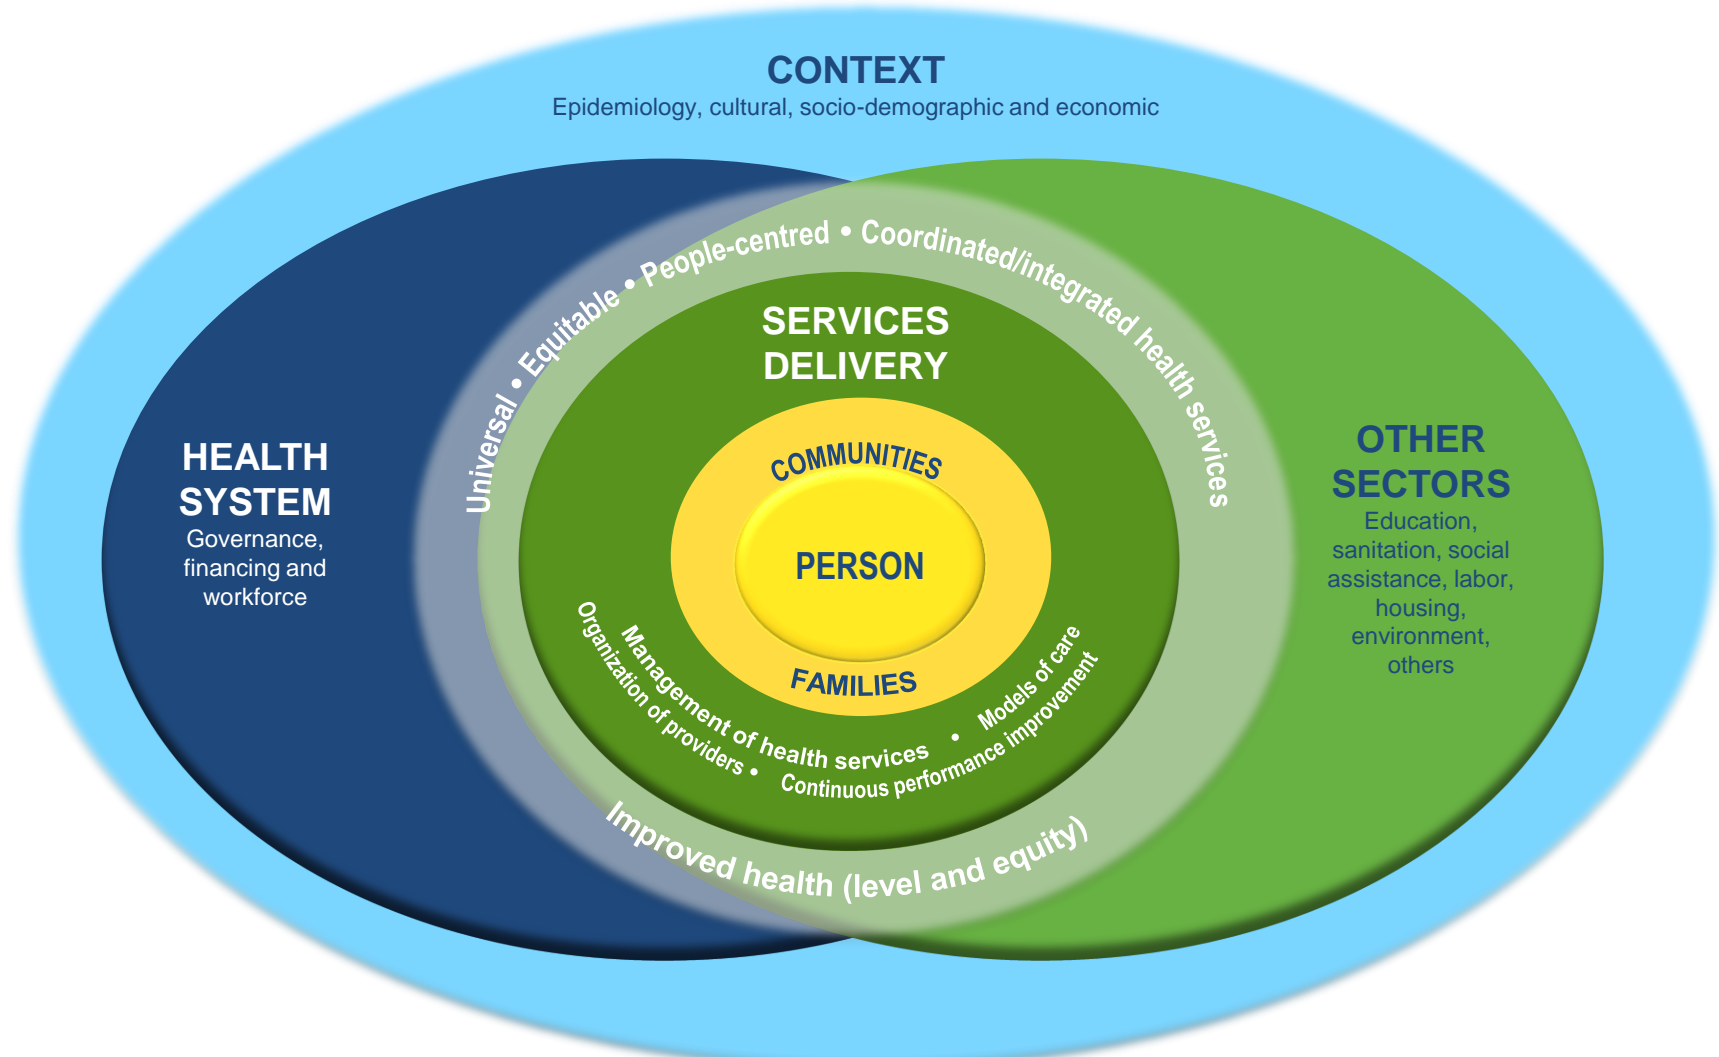 CONTEXT
Epidemiology, cultural, socio-demographic and economic
Universal • Equitable • People-centred • Coordinated/integrated health services
SERVICES
DELIVERY
HEALTH
SYSTEM
Governance,
financing and
workforce
COMMUNITIES
PERSON
FAMILIES
OTHER
SECTORS
Education,
sanitation, social
assistance, labor,
housing,
environment,
others
Management of health services • Models of care
Organization of providers • Continuous performance improvement
Improved health (level and equity)